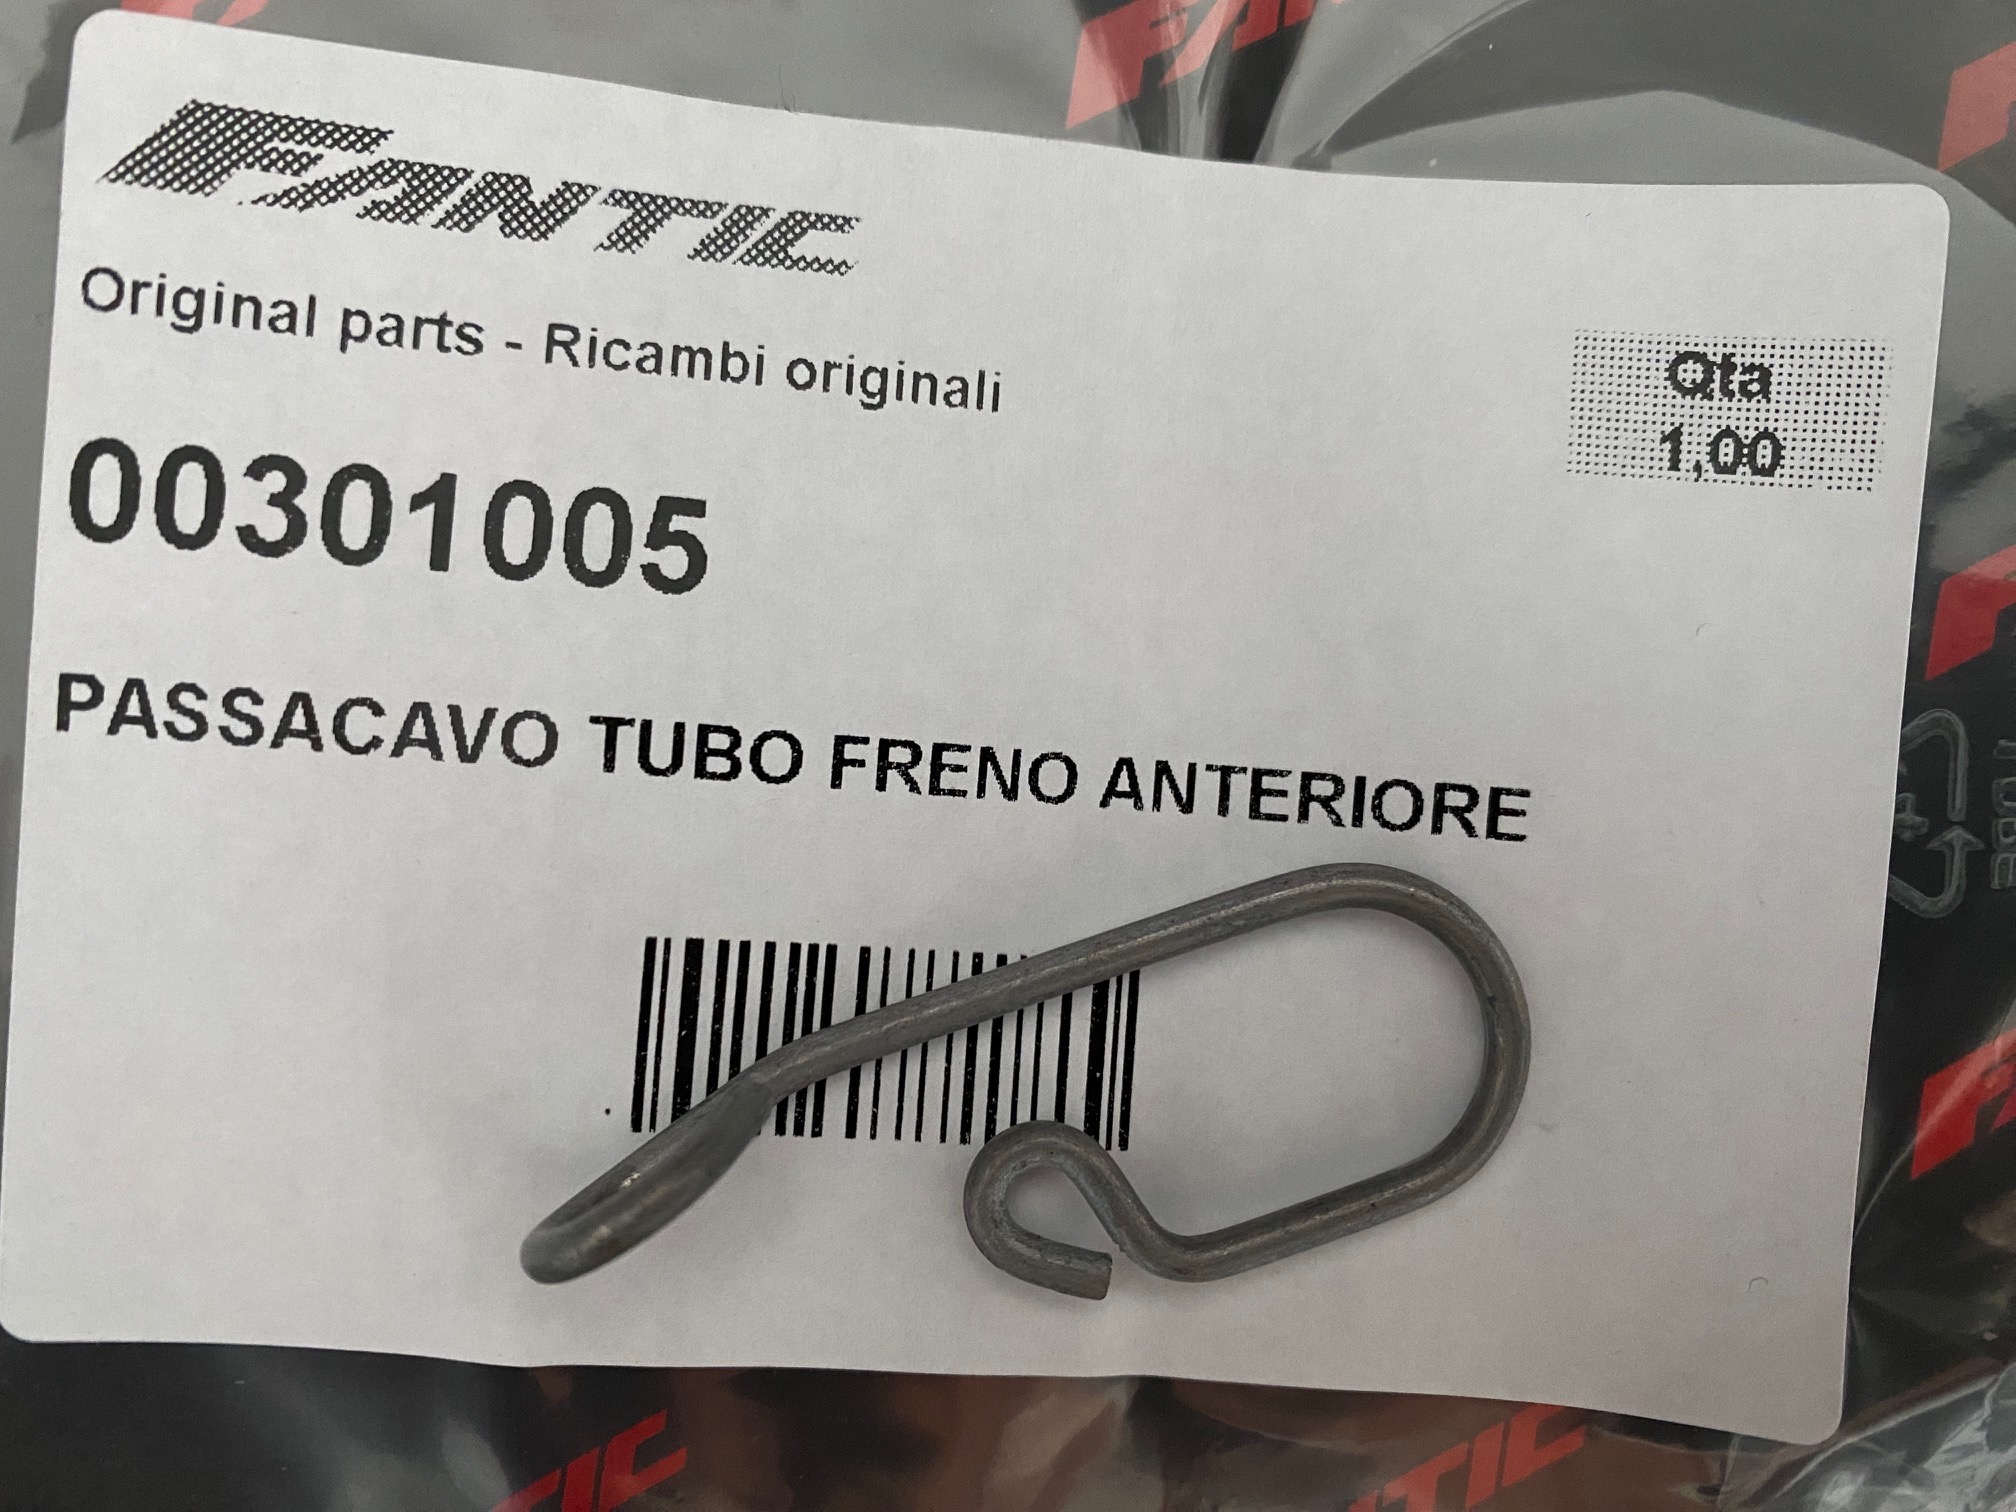 FANTIC
Original parts - Ricambi originali
Qta
1,00
00301005
PASSACAVO TUBO FRENO ANTERIORE